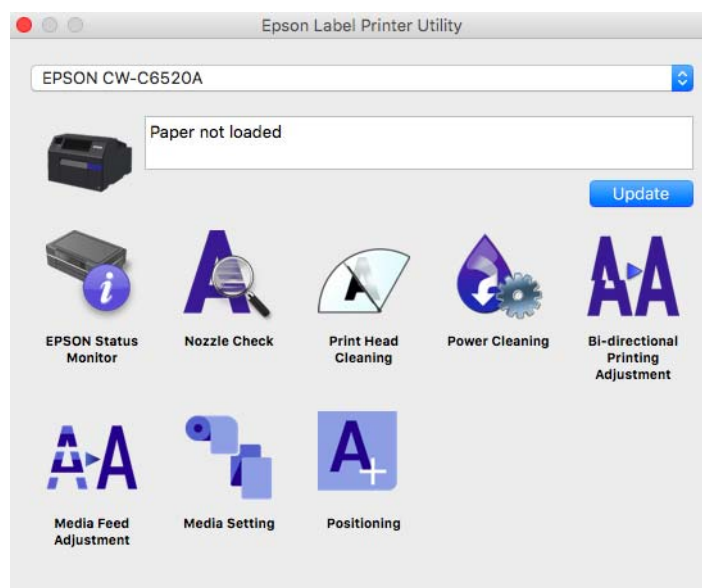 Epson Label Printer Utility
EPSON CW-C6520A
Paper not loaded
Update
EPSON Status
Monitor
Nozzle Check
Print Head
Cleaning
Power Cleaning
Bi-directional
Printing
Adjustment
Media Feed
Adjustment
Media Setting
Positioning